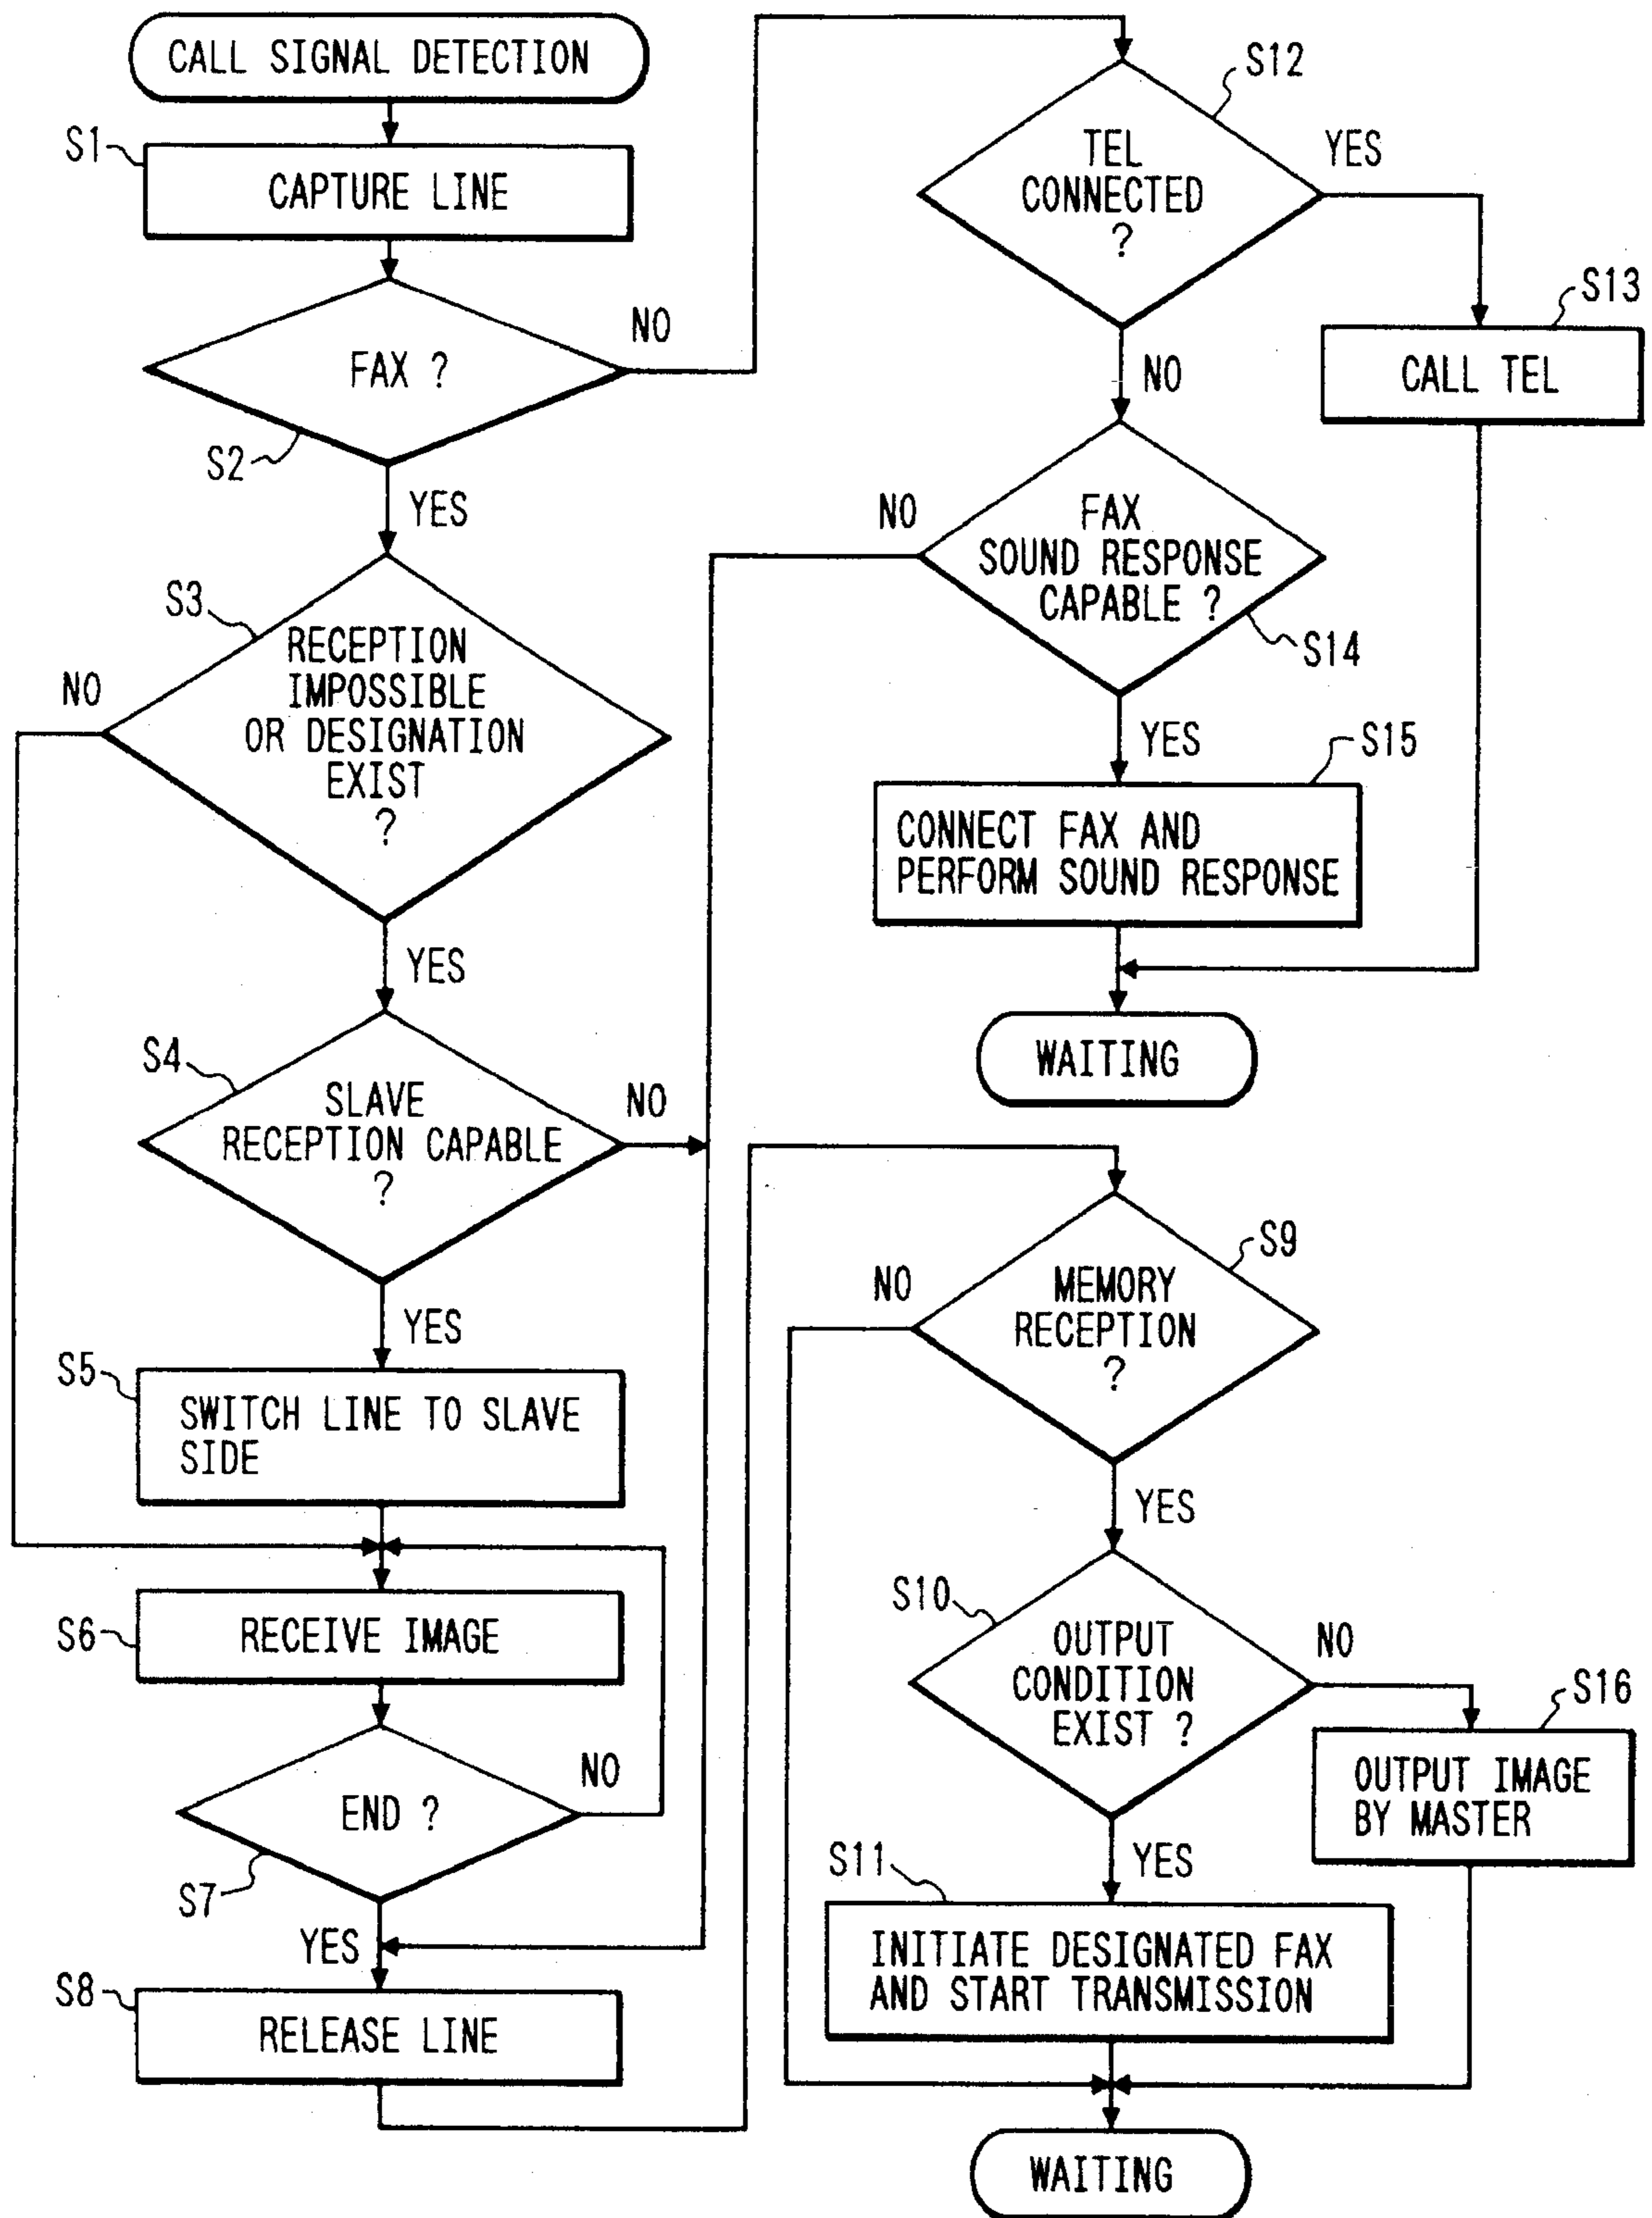 CALL SIGNAL DETECTION
S1
CAPTURE LINE
FAX ?
NO
S2
YES
S3
RECEPTION
IMPOSSIBLE
OR DESIGNATION
EXIST
?
NO
YES
S4
SLAVE
RECEPTION CAPABLE
?
NO
YES
S5
SWITCH LINE TO SLAVE
SIDE
S6
RECEIVE IMAGE
END ?
NO
S7
YES
S8
RELEASE LINE
S12
TEL
CONNECTED
?
YES
S13
CALL TEL
NO
FAX
SOUND RESPONSE
CAPABLE ?
NO
S14
YES
S15
CONNECT FAX AND
PERFORM SOUND RESPONSE
WAITING
S9
MEMORY
RECEPTION
?
NO
YES
S10
OUTPUT
CONDITION
EXIST ?
NO
S16
OUTPUT IMAGE
BY MASTER
YES
S11
INITIATE DESIGNATED FAX
AND START TRANSMISSION
WAITING